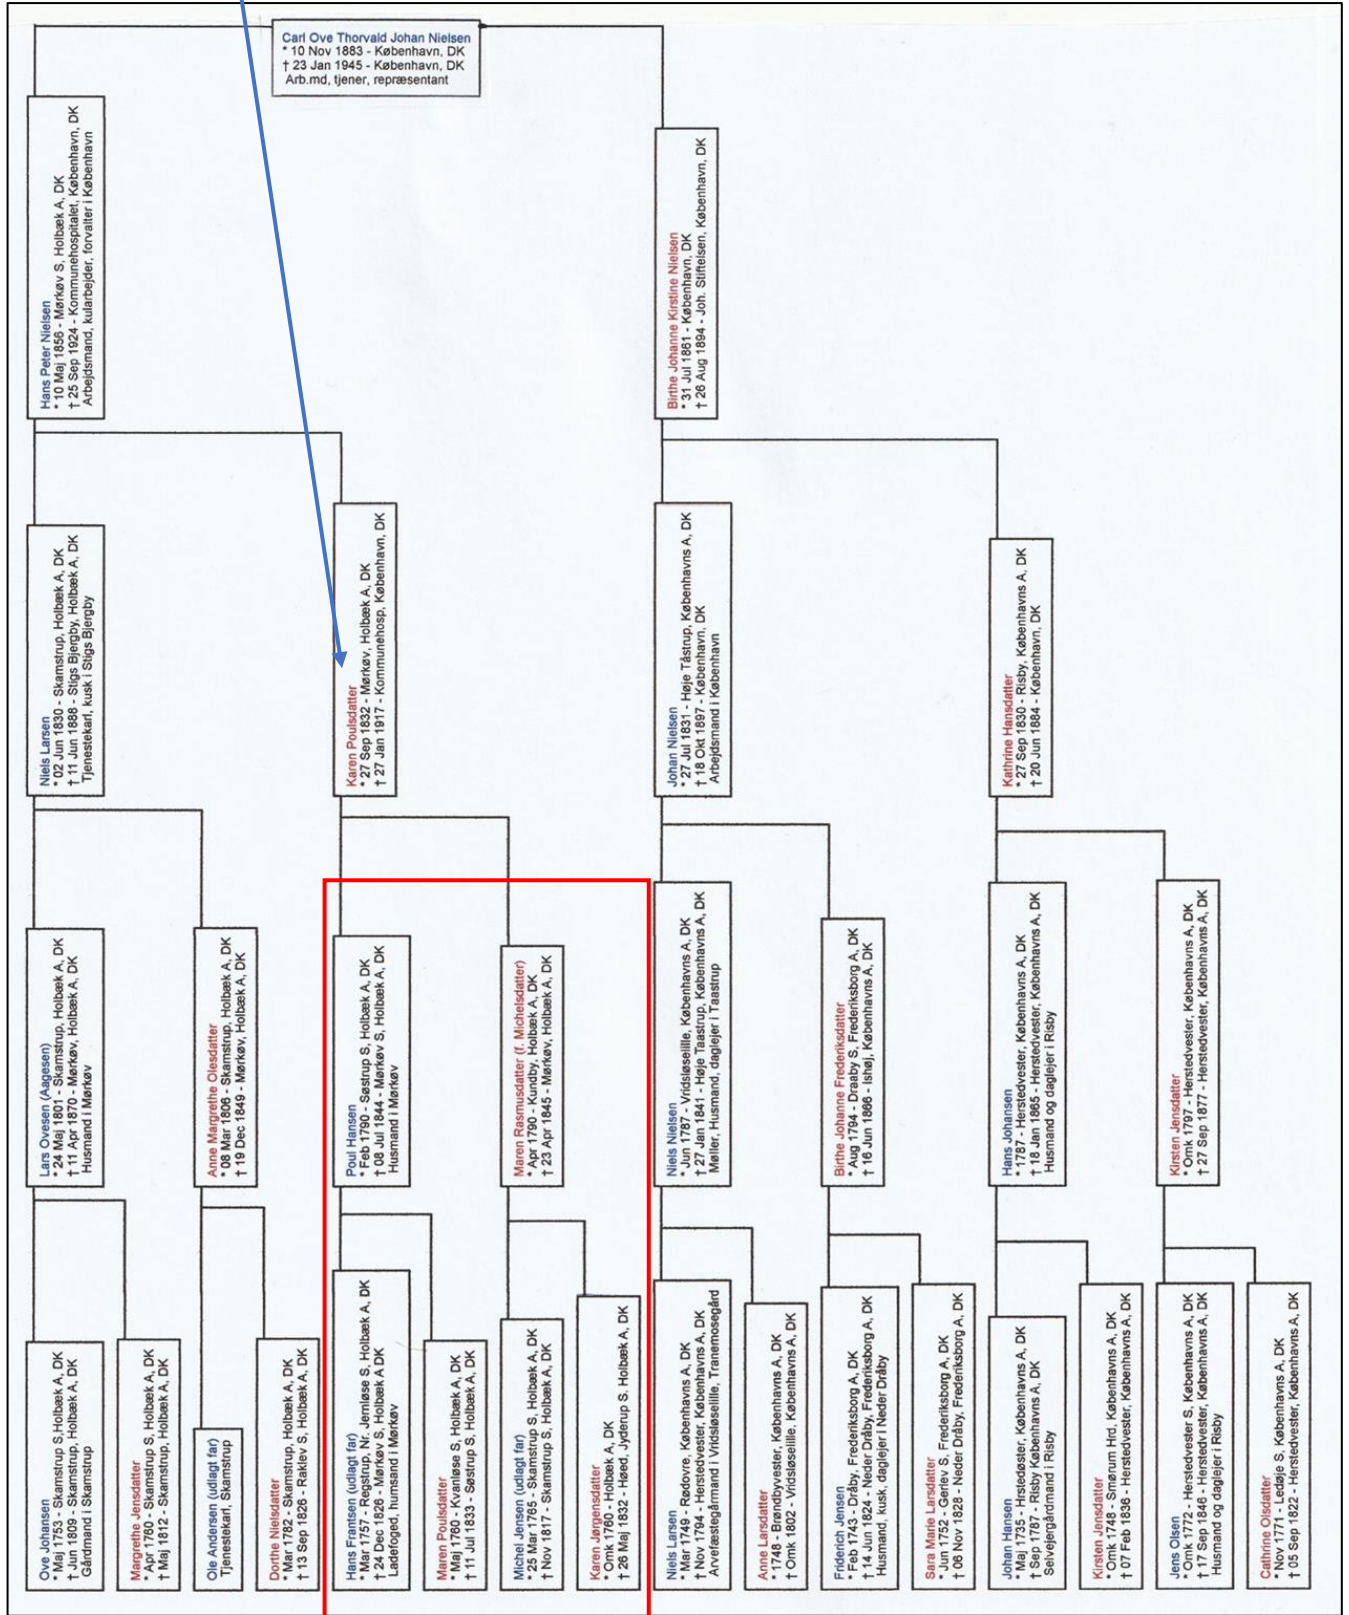 Carl Ove Thorvald Johan Nielsen
* 10 Nov 1883 - København, DK
† 23 Jan 1945 - København, DK
Arb.md, tjener, repræsentant
Hans Peter Nielsen
* 10 Maj 1856 - Mørkøv S, Holbæk A, DK
† 25 Sep 1924 - Kommunehospitalet, København, DK
Arbejdsmand, kularbejder, forvalter i København
Birthe Johanne Kirstine Nielsen
* 31 Jul 1861 - København, DK
† 26 Aug 1894 - Joh. Stiftelsen, København, DK
Niels Larsen
* 02 Jun 1830 - Skamstrup, Holbæk A, DK
† 11 Jun 1888 - Stigs Bjergby, Holbæk A, DK
Tjenestekarl, kusk i Stigs Bjergby
Karen Poulsdatter
* 27 Sep 1832 - Mørkøv, Holbæk A, DK
† 27 Jan 1917 - Kommunehosp, København, DK
Johan Nielsen
* 27 Jul 1831 - Høje Tåstrup, Københavns A, DK
† 18 Okt 1897 - København, DK
Arbejdsmand i København
Kathrine Hansdatter
* 27 Sep 1830 - Risby, Københavns A, DK
† 20 Jun 1884 - København, DK
Lars Ovesen (Aagesen)
* 24 Maj 1801 - Skamstrup, Holbæk A, DK
† 11 Apr 1870 - Mørkøv, Holbæk A, DK
Husmand i Mørkøv
Anne Margrethe Olesdatter
* 08 Mar 1806 - Skamstrup, Holbæk A, DK
† 19 Dec 1849 - Mørkøv, Holbæk A, DK
Poul Hansen
* Feb 1790 - Søstrup S, Holbæk A, DK
† 08 Jul 1844 - Mørkøv S, Holbæk A, DK
Husmand i Mørkøv
Maren Rasmusdatter (f. Michelsdatter)
* Apr 1790 - Kundby, Holbæk A, DK
† 23 Apr 1845 - Mørkøv, Holbæk A, DK
Niels Nielsen
* Jun 1787 - Vridsløselille, Københavns A, DK
† 27 Jan 1841 - Høje Taastrup, Københavns A, DK
Møller, Husmand, daglejer i Taastrup
Birthe Johanne Frederiksdatter
* Aug 1794 - Draaby S, Frederiksborg A, DK
† 16 Jun 1866 - Ishøj, Københavns A, DK
Hans Johansen
* 1787 - Herstedvester, Københavns A, DK
† 18 Jan 1865 - Herstedvester, Københavns A, DK
Husmand og daglejer i Risby
Kirsten Jensdatter
* Omk 1797 - Herstedvester, Københavns A, DK
† 27 Sep 1877 - Herstedvester, Københavns A, DK
Ove Johansen
* Maj 1753 - Skamstrup S,Holbæk A, DK
† Jun 1809 - Skamstrup, Holbæk A, DK
Gårdmand i Skamstrup
Margrethe Jensdatter
* Apr 1760 - Skamstrup S, Holbæk A, DK
† Maj 1812 - Skamstrup, Holbæk A, DK
Ole Andersen (udlagt far)
Tjenestekarl, Skamstrup
Dorthe Nielsdatter
* Mar 1782 - Skamstrup, Holbæk A, DK
† 13 Sep 1826 - Raklev S, Holbæk A, DK
Hans Frantsen (udlagt far)
* Mar 1757 - Regstrup, Nr. Jernløse S, Holbæk A, DK
† 24 Dec 1826 - Mørkøv S, Holbæk A DK
Ladefoged, humsand i Mørkøv
Maren Poulsdatter
* Maj 1760 - Kvanløse S, Holbæk A, DK
† 11 Jul 1833 - Søstrup S, Holbæk A, DK
Michel Jensen (udlagt far)
* 25 Mar 1765 - Skamstrup S, Holbæk A, DK
† Nov 1817 - Skamstrup S, Holbæk A, DK
Karen Jørgensdatter
* Omk 1760 - Holbæk A, DK
† 26 Maj 1832 - Høed, Jyderup S. Holbæk A, DK
Niels Larsen
* Mar 1749 - Rødovre, Københavns A, DK
† Nov 1794 - Herstedvester, Københavns A, DK
Arvefæstegårmand i Vridsløselille, Tranemosegård
Anne Larsdatter
* 1748 - Brøndbyvester, Københavns A, DK
† Omk 1802 - Vridsløselille, Københavns A, DK
Friderich Jensen
* Feb 1743 - Dråby, Frederiksborg A, DK
† 14 Jun 1824 - Neder Dråby, Frederiksborg A, DK
Husmand, kusk, daglejer i Neder Dråby
Sara Marie Larsdatter
* Jun 1752 - Gerlev S, Frederiksborg A, DK
† 06 Nov 1828 - Neder Dråby, Frederiksborg A, DK
Johan Hansen
* Maj 1735 - Hrstedøster, Københavns A, DK
† Sep 1787 - Risby Københavns A, DK
Selvejergårdmand i Risby
Kirsten Jensdatter
* Omk 1748 - Smørum Hrd, Københavns A, DK
† 07 Feb 1836 - Herstedvester, Københavns A, DK
Jens Olsen
* Omk 1772 - Herstedvester S, Københavns A, DK
† 17 Sep 1846 - Herstedvester, Københavns A, DK
Husmand og daglejer i Risby
Cathrine Olsdatter
* Nov 1771 - Ledøje S, Københavns A, DK
† 05 Sep 1822 - Herstedvester, Københavns A, DK